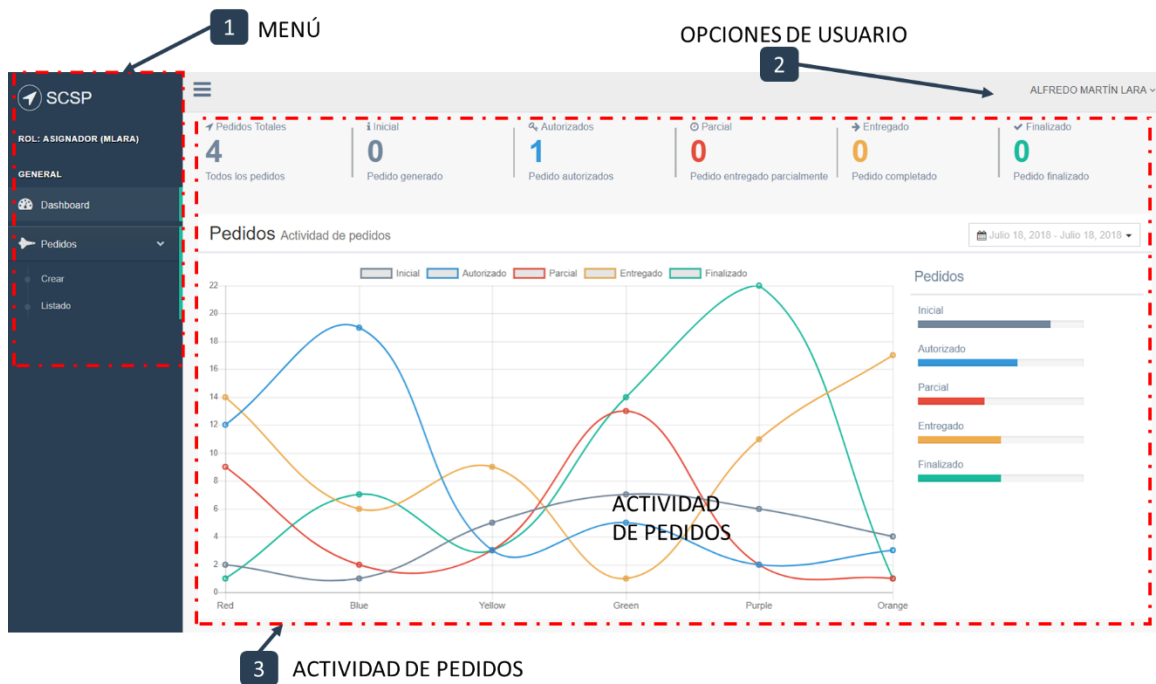 1 MENÚ
OPCIONES DE USUARIO
2
SCSP
ALFREDO MARTÍN LARA
ROL: ASIGNADOR (MLARA)
GENERAL
Dashboard
Pedidos
Crear
Listado
Pedidos Totales
4
Todos los pedidos
Inicial
0
Pedido generado
Autorizados
1
Pedido autorizados
Parcial
0
Pedido entregado parcialmente
Entregado
0
Pedido completado
Finalizado
0
Pedido finalizado
Pedidos Actividad de pedidos
Julio 18, 2018 - Julio 18, 2018
Inicial Autorizado Parcial Entregado Finalizado
22
20
18
16
14
12
10
8
6
4
2
0
Red Blue Yellow Green Purple Orange
ACTIVIDAD
DE PEDIDOS
Pedidos
Inicial
Autorizado
Parcial
Entregado
Finalizado
3 ACTIVIDAD DE PEDIDOS